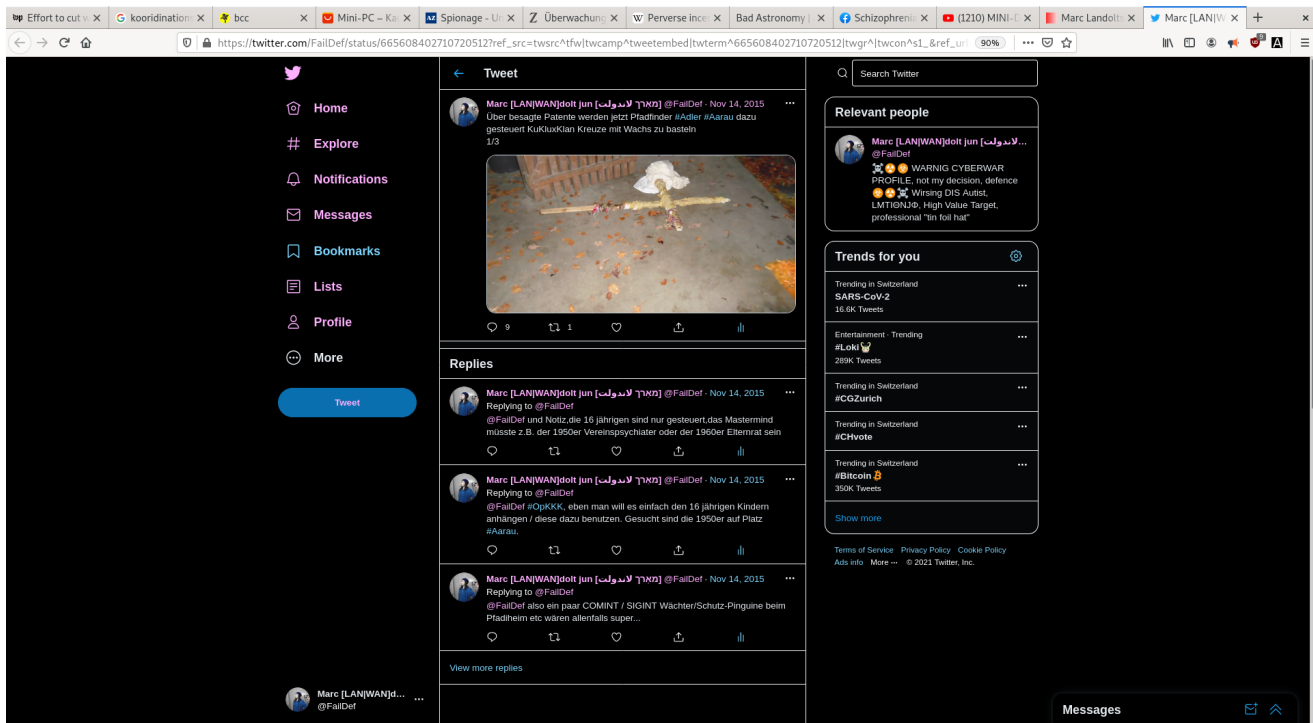 Effort to cut w
kooridination
bcc
Mini-PC – Ka
Spionage - Ur
Überwachung
Perverse ince
Bad Astronomy |
Schizophrenia
(1210) MINI-D
Marc Landolts
Marc [LAN|W
https://twitter.com/FailDef/status/665608402710720512?ref_src=twsrc^tfw|twcamp^tweetembed|twterm^665608402710720512|twgr^|twcon^s1_&ref_url
90%
Home
Explore
Notifications
Messages
Bookmarks
Lists
Profile
More
Tweet
Marc [LAN|WAN]d...
@FailDef
Tweet
Marc [LAN|WAN]dolt jun [מארך لاندولت] @FailDef · Nov 14, 2015
Über besagte Patente werden jetzt Pfadfinder #Adler #Aarau dazu
gesteuert KuKluxKlan Kreuze mit Wachs zu basteln
1/3
9
1
Replies
Marc [LAN|WAN]dolt jun [מארך لاندولت] @FailDef · Nov 14, 2015
Replying to @FailDef
@FailDef und Notiz,die 16 jährigen sind nur gesteuert,das Mastermind
müsste z.B. der 1950er Vereinspsychiater oder der 1960er Elternrat sein
Marc [LAN|WAN]dolt jun [מארך لاندولت] @FailDef · Nov 14, 2015
Replying to @FailDef
@FailDef #OpKKK, eben man will es einfach den 16 jährigen Kindern
anhängen / diese dazu benutzen. Gesucht sind die 1950er auf Platz
#Aarau.
Marc [LAN|WAN]dolt jun [מארך لاندولت] @FailDef · Nov 14, 2015
Replying to @FailDef
@FailDef also ein paar COMINT / SIGINT Wächter/Schutz-Pinguine beim
Pfadiheim etc wären allenfalls super...
View more replies
Search Twitter
Relevant people
Marc [LAN|WAN]dolt jun [لاندولت...
@FailDef
WARNIG CYBERWAR
PROFILE, not my decision, defence
Wirsing DIS Autist,
LMTIΘNJΦ, High Value Target,
professional "tin foil hat"
Trends for you
Trending in Switzerland
SARS-CoV-2
16.6K Tweets
Entertainment · Trending
#Loki
289K Tweets
Trending in Switzerland
#CGZurich
Trending in Switzerland
#CHvote
Trending in Switzerland
#Bitcoin
350K Tweets
Show more
Terms of Service Privacy Policy Cookie Policy
Ads info More ··· © 2021 Twitter, Inc.
Messages